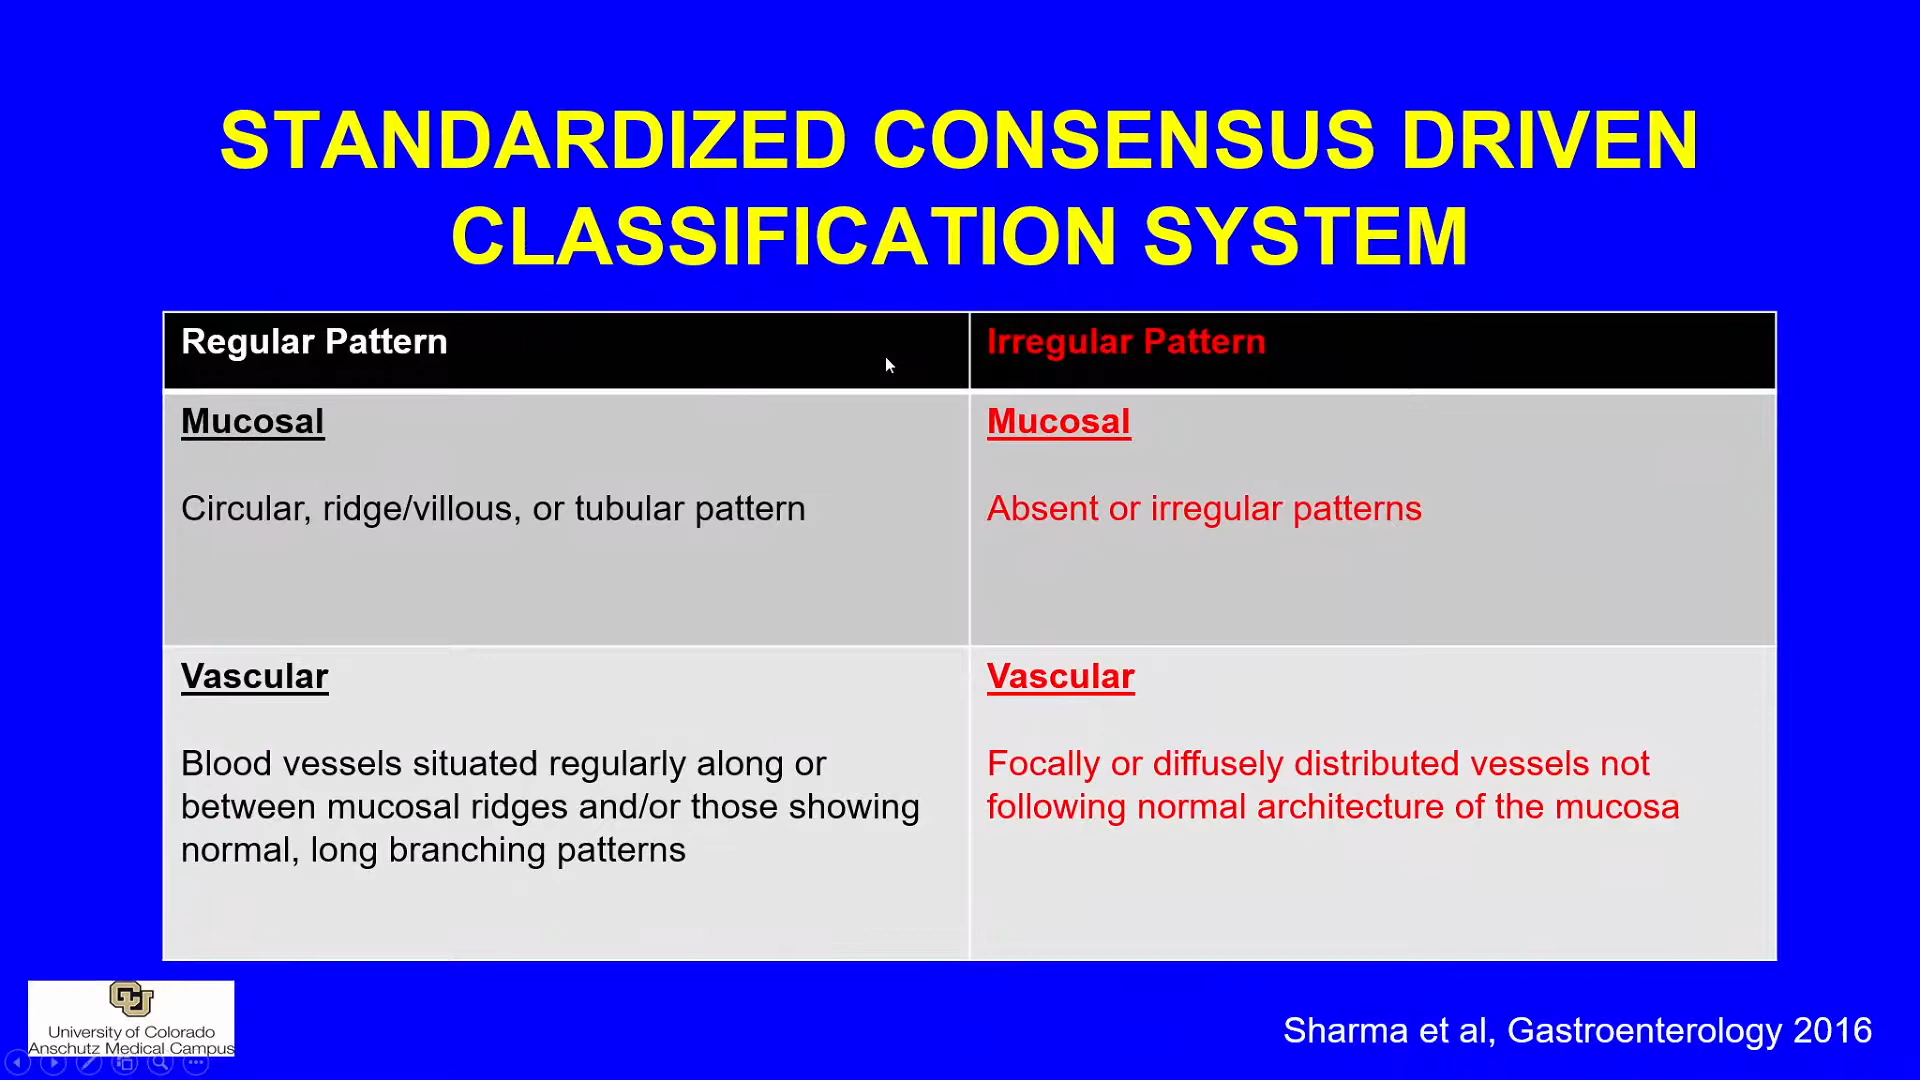 STANDARDIZED CONSENSUS DRIVEN
CLASSIFICATION SYSTEM
Regular Pattern
Irregular Pattern
Mucosal
Circular, ridge/villous, or tubular pattern
Mucosal
Absent or irregular patterns
Vascular
Blood vessels situated regularly along or
between mucosal ridges and/or those showing
normal, long branching patterns
Vascular
Focally or diffusely distributed vessels not
following normal architecture of the mucosa
CU
University of Colorado
Anschutz Medical Campus
Sharma et al, Gastroenterology 2016